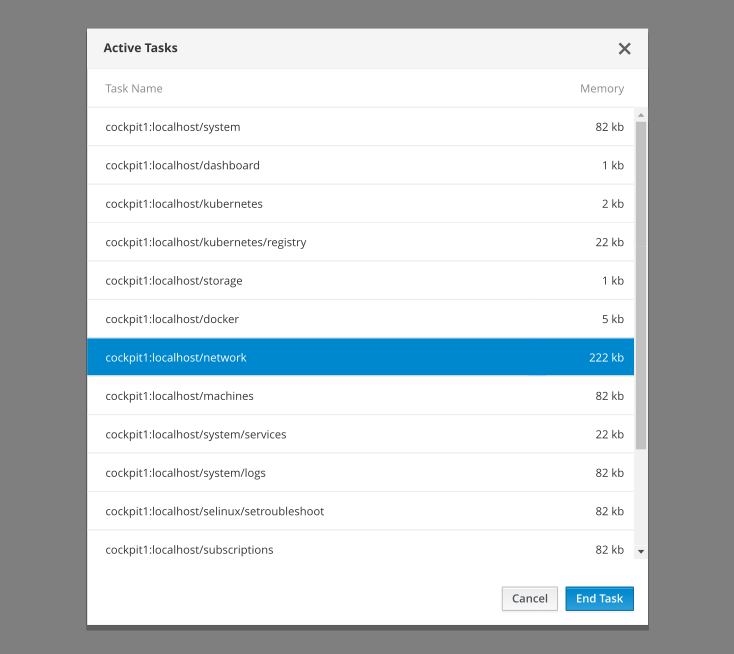 Active Tasks
Task Name Memory
cockpit1:localhost/system 82 kb
cockpit1:localhost/dashboard 1 kb
cockpit1:localhost/kubernetes 2 kb
cockpit1:localhost/kubernetes/registry 22 kb
cockpit1:localhost/storage 1 kb
cockpit1:localhost/docker 5 kb
cockpit1:localhost/network 222 kb
cockpit1:localhost/machines 82 kb
cockpit1:localhost/system/services 22 kb
cockpit1:localhost/system/logs 82 kb
cockpit1:localhost/selinux/setroubleshoot 82 kb
cockpit1:localhost/subscriptions 82 kb
Cancel End Task